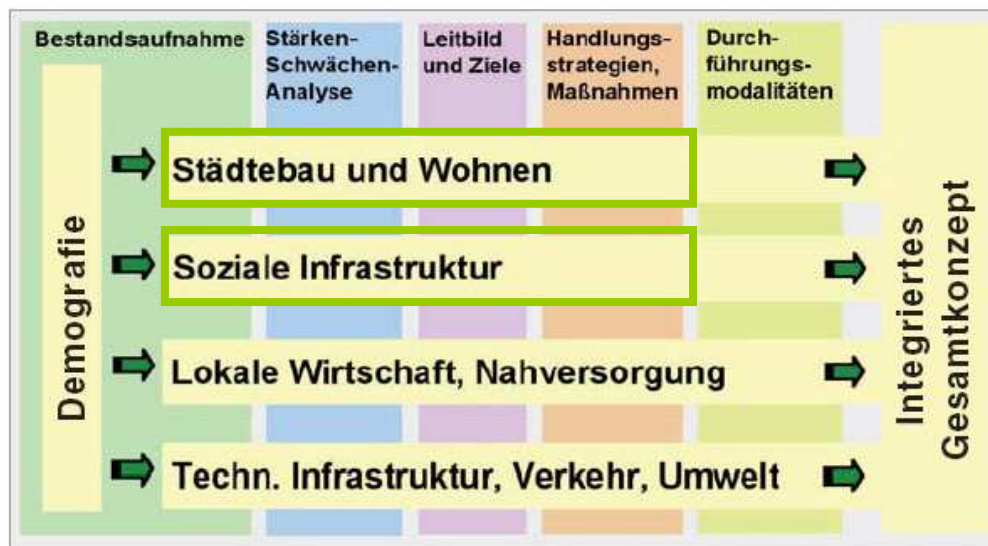 Bestandsaufnahme
Stärken-
Schwächen-
Analyse
Leitbild
und Ziele
Handlungs-
strategien,
Maßnahmen
Durch-
führungs-
modalitäten
Demografie
Städtebau und Wohnen
Soziale Infrastruktur
Lokale Wirtschaft, Nahversorgung
Techn. Infrastruktur, Verkehr, Umwelt
Integriertes
Gesamtkonzept